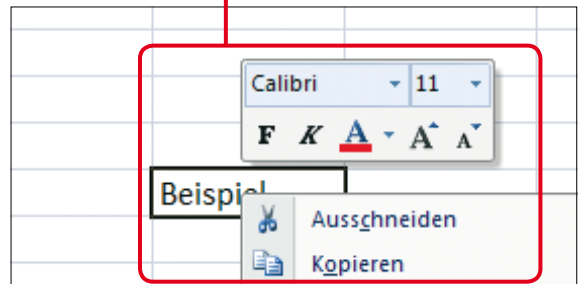 Calibri 11
F K A A A
Beispiel
Ausschneiden
Kopieren